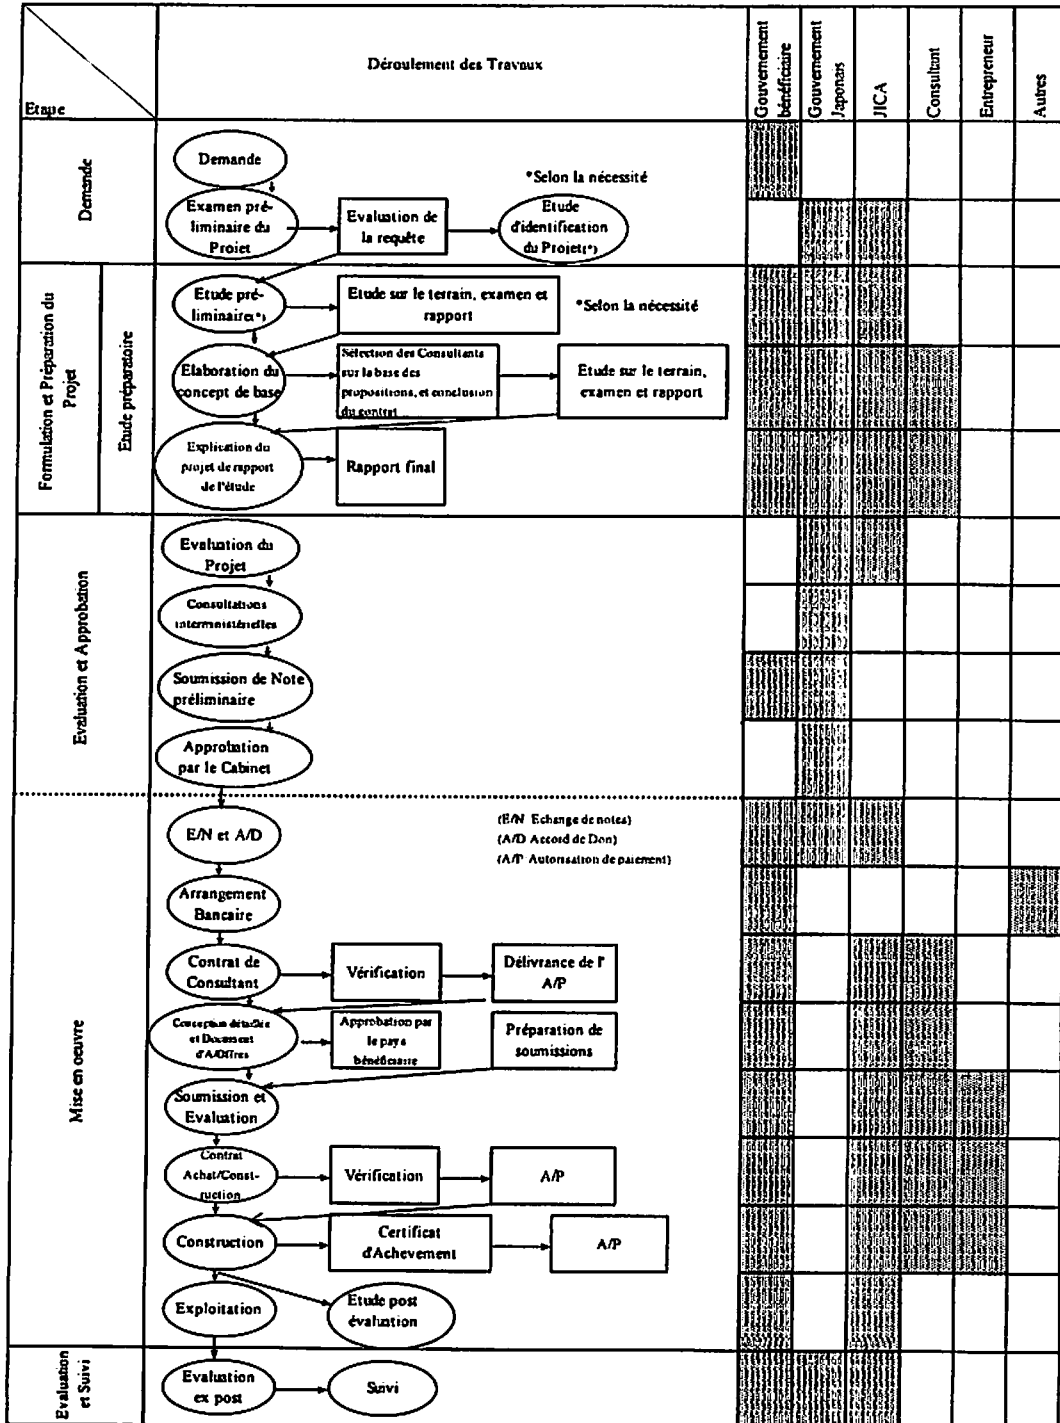 Etape
Déroulement des Travaux
Gouvernement
bénéficiaire
Gouvernement
Japonais
JICA
Consultant
Entrepreneur
Autres
Demande
Demande
*Selon la nécessité
Examen pré-
liminaire du
Projet
Evaluation de
la requête
Etude
d'identification
du Projet(*)
Formulation et Préparation du
Projet
Etude préparatoire
Etude pré-
liminaire(*)
Etude sur le terrain, examen et
rapport
*Selon la nécessité
Elaboration du
concept de base
Sélection des Consultants
sur la base des
propositions, et conclusion
du contrat
Etude sur le terrain,
examen et rapport
Explication du
projet de rapport
de l'étude
Rapport final
Evaluation et Approbation
Evaluation du
Projet
Consultations
interministérielles
Soumission de Note
préliminaire
Approbation
par le Cabinet
Mise en oeuvre
E/N et A/D
(E/N Echange de notes)
(A/D Accord de Don)
(A/P Autorisation de paiement)
Arrangement
Bancaire
Contrat de
Consultant
Vérification
Délivrance de l'
A/P
Conception détaillée
et Document
d'A/Offres
Approbation par
le pays
bénéficiaire
Préparation de
soumissions
Soumission et
Evaluation
Contrat
Achat/Const-
ruction
Vérification
A/P
Construction
Certificat
d'Achevement
A/P
Exploitation
Etude post
évaluation
Evaluation
et Suivi
Evaluation
ex post
Suivi